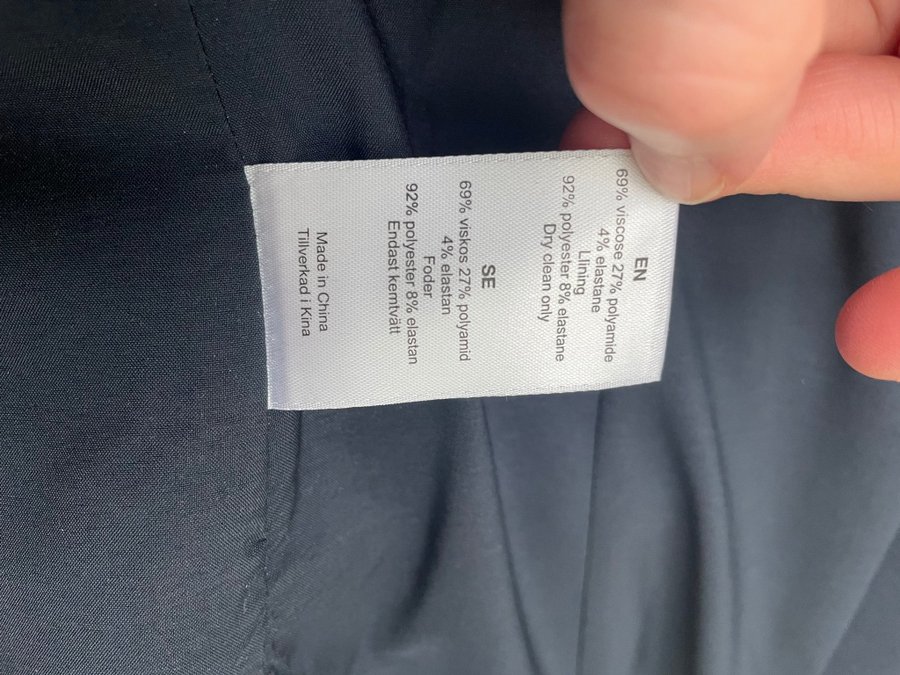 EN
69% viscose 27% polyamide
4% elastane
Llining
92% polyester 8% elastane
Dry clean only
SE
69% viskos 27% polyamid
4% elastan
Foder
92% polyester 8% elastan
Endast kemtvätt
Made in China
Tillverkad i Kina